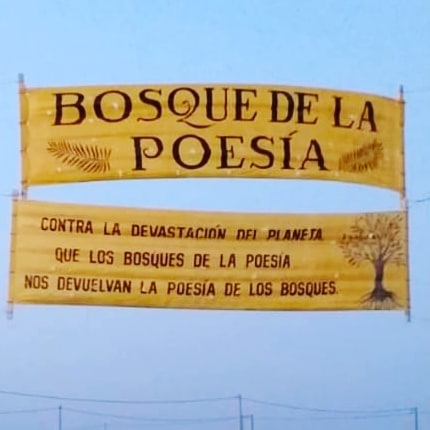 BOSQUE DE LA
POESÍA
CONTRA LA DEVASTACIÓN DEL PLANETA
QUE LOS BOSQUES DE LA POESÍA
NOS DEVUELVAN LA POESÍA DE LOS BOSQUES